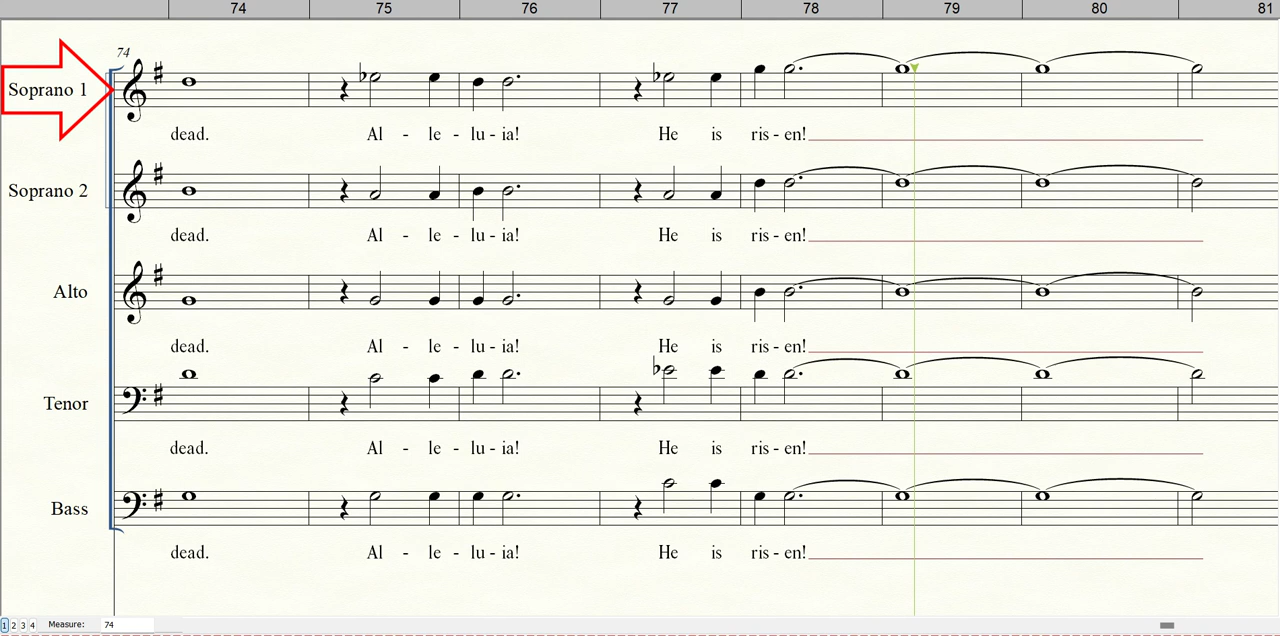 74 75 76 77 78 79 80 81
74
Soprano 1
dead. Al - le - lu - ia! He is ris - en!
Soprano 2
dead. Al - le - lu - ia! He is ris - en!
Alto
dead. Al - le - lu - ia! He is ris - en!
Tenor
dead. Al - le - lu - ia! He is ris - en!
Bass
dead. Al - le - lu - ia! He is ris - en!
1 2 3 4 Measure: 74